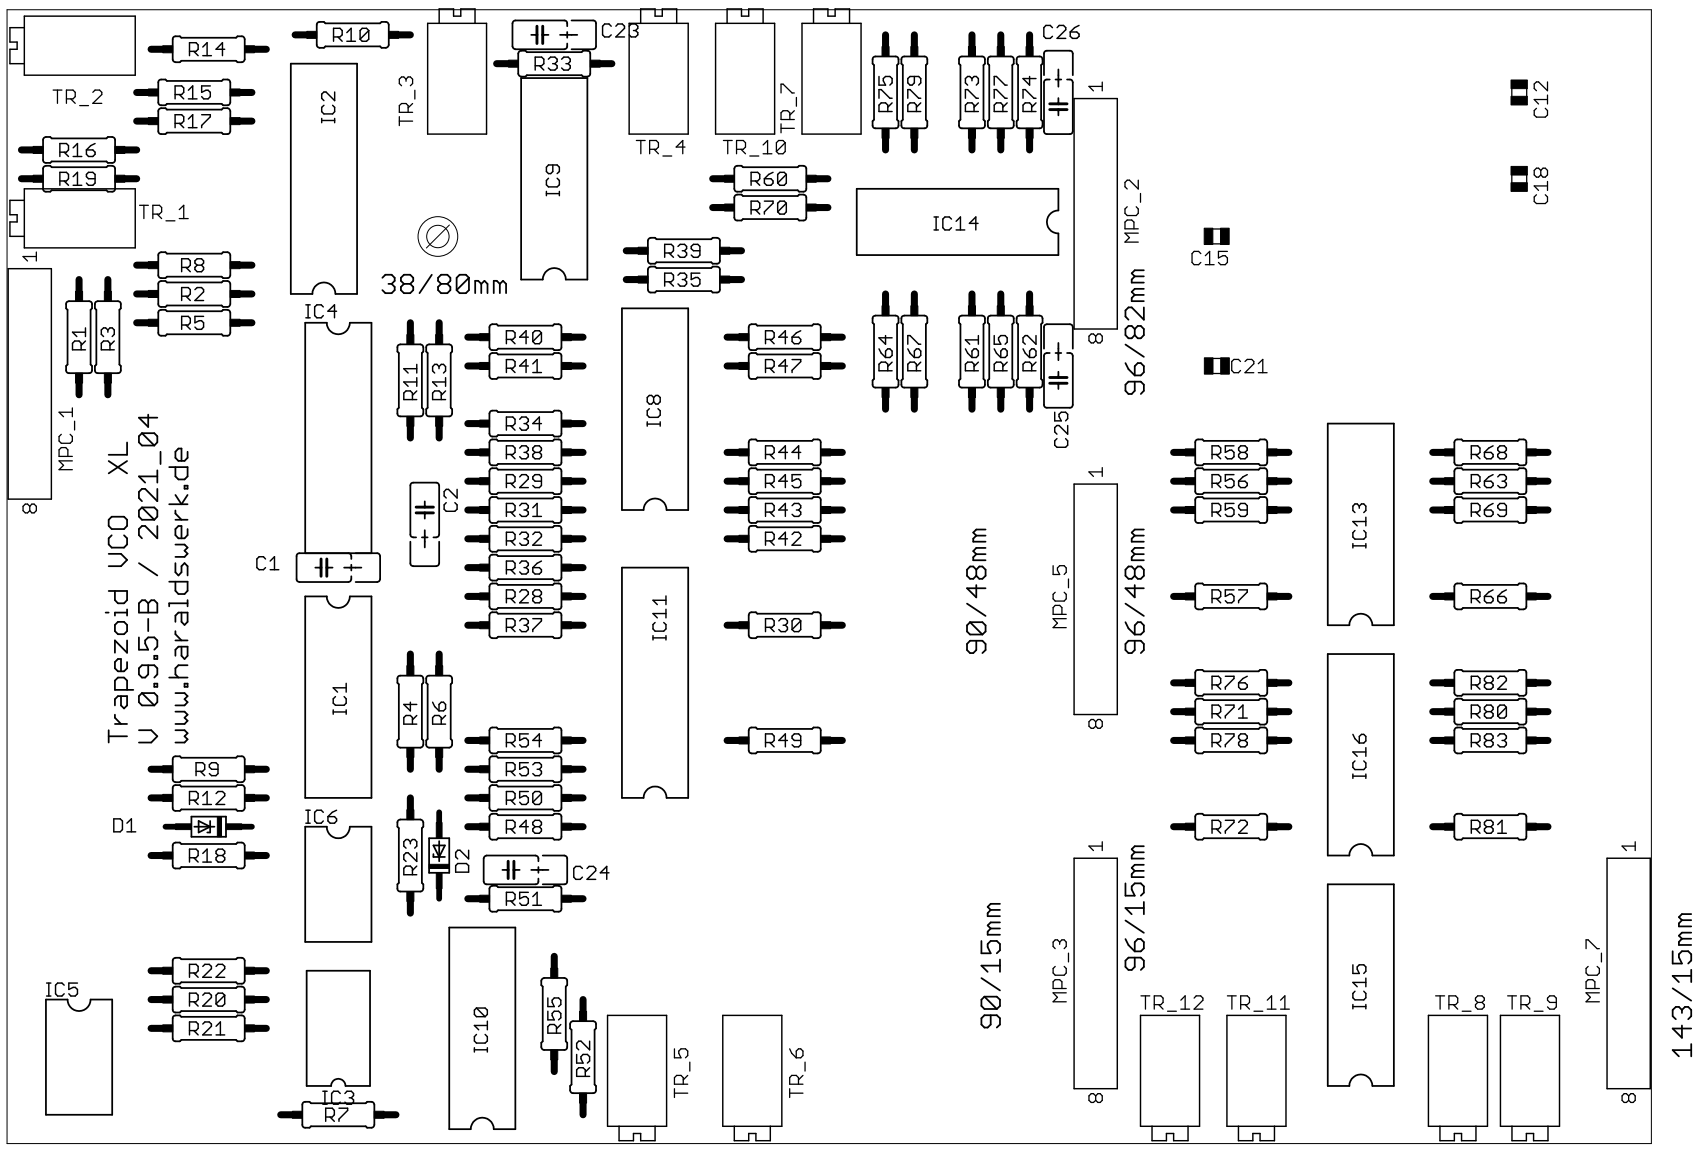 R14
R10
C23
C26
R33
TR_2
TR_3
IC2
R15
R17
R16
R19
TR_1
TR_4
TR_10
TR_7
IC9
R60
R70
R75
R79
R73
R77
R74
1
MPC_2
8
IC14
C12
C18
C15
C21
96/82mm
38/80mm
R39
R35
1
MPC_1
8
R8
R2
R5
R1
R3
IC4
R11
R13
R40
R41
IC8
R46
R47
R64
R67
R61
R65
R62
C25
Trapezoid VCO XL
V 0.9.5-B / 2021_04
www.haraldswerk.de
R34
R38
R29
R31
R32
R36
R28
R37
C2
C1
R44
R45
R43
R42
IC11
R30
R49
90/48mm
1
MPC_5
8
96/48mm
R58
R56
R59
R57
IC13
R68
R63
R69
R66
IC1
R4
R6
R54
R53
R50
R48
R76
R71
R78
R72
IC16
R82
R80
R83
R81
R9
R12
D1
R18
IC6
R23
D2
C24
R51
IC5
R22
R20
R21
IC3
R7
IC10
R55
R52
TR_5
TR_6
90/15mm
1
MPC_3
8
96/15mm
TR_12
TR_11
IC15
TR_8
TR_9
1
MPC_7
8
143/15mm